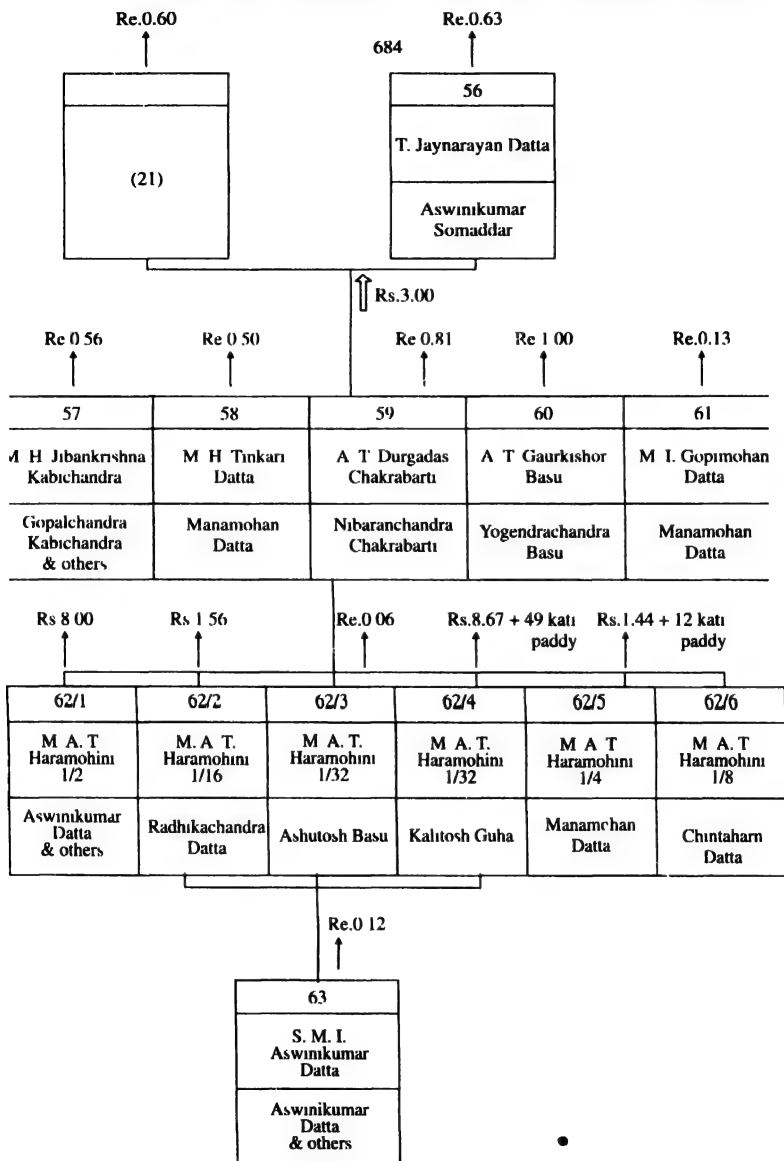 Re.0.60
Re.0.63
684
56
T. Jaynarayan Datta
(21)
Aswinikumar
Somaddar
Rs.3.00
Re 0 56
Re 0 50
Re 0.81
Re 1 00
Re.0.13
57
58
59
60
61
M H Jibankrishna
Kabichandra
M H Tinkari
Datta
A T Durgadas
Chakrabarti
A T Gaurkishor
Basu
M I. Gopimohan
Datta
Gopalchandra
Kabichandra
& others
Manamohan
Datta
Nibaranchandra
Chakrabarti
Yogendrachandra
Basu
Manamohan
Datta
Rs 8 00
Rs 1 56
Re.0 06
Rs.8.67 + 49 kati
paddy
Rs.1.44 + 12 kati
paddy
62/1
62/2
62/3
62/4
62/5
62/6
M A. T
Haramohini
1/2
M. A T.
Haramohini
1/16
M A. T.
Haramohini
1/32
M A. T.
Haramohini
1/32
M A T
Haramohini
1/4
M A. T
Haramohini
1/8
Aswinikumar
Datta
& others
Radhikachandra
Datta
Ashutosh Basu
Kalitosh Guha
Manamohan
Datta
Chintaharn
Datta
Re.0 12
63
S. M. I.
Aswinikumar
Datta
Aswinikumar
Datta
& others